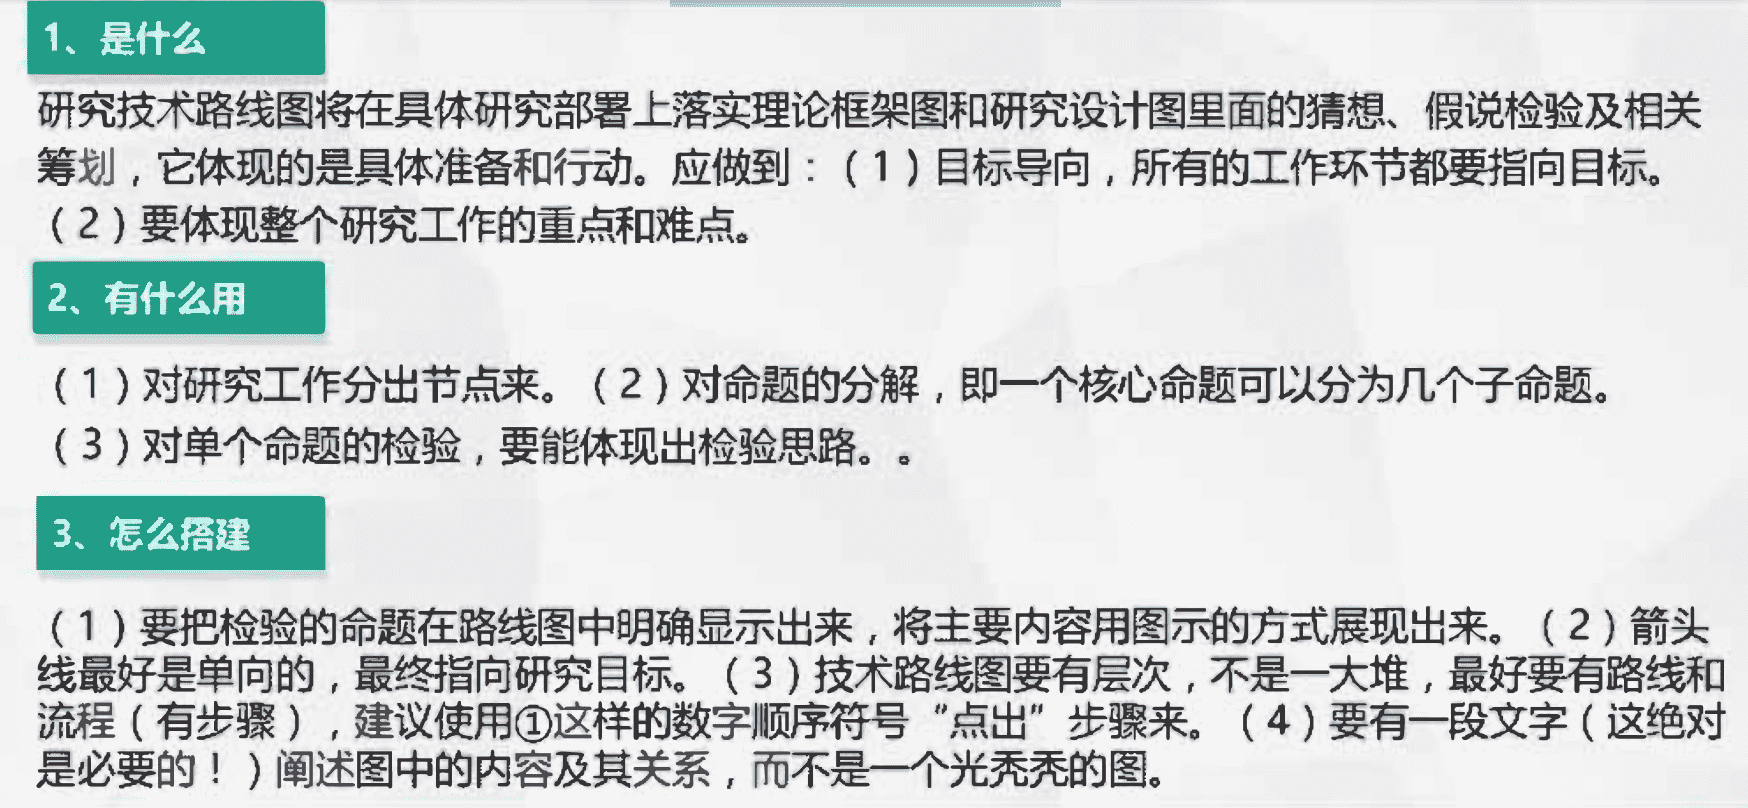 1、是什么
研究技术路线图将在具体研究部署上落实理论框架图和研究设计图里面的猜想、假说检验及相关
筹划，它体现的是具体准备和行动。应做到：（1）目标导向，所有的工作环节都要指向目标。
（2）要体现整个研究工作的重点和难点。
2、有什么用
（1）对研究工作分出节点来。（2）对命题的分解，即一个核心命题可以分为几个子命题。
（3）对单个命题的检验，要能体现出检验思路。。
3、怎么搭建
（1）要把检验的命题在路线图中明确显示出来，将主要内容用图示的方式展现出来。（2）箭头
线最好是单向的，最终指向研究目标。（3）技术路线图要有层次，不是一大堆，最好要有路线和
流程（有步骤），建议使用①这样的数字顺序符号“点出”步骤来。（4）要有一段文字（这绝对
是必要的！）阐述图中的内容及其关系，而不是一个光秃秃的图。